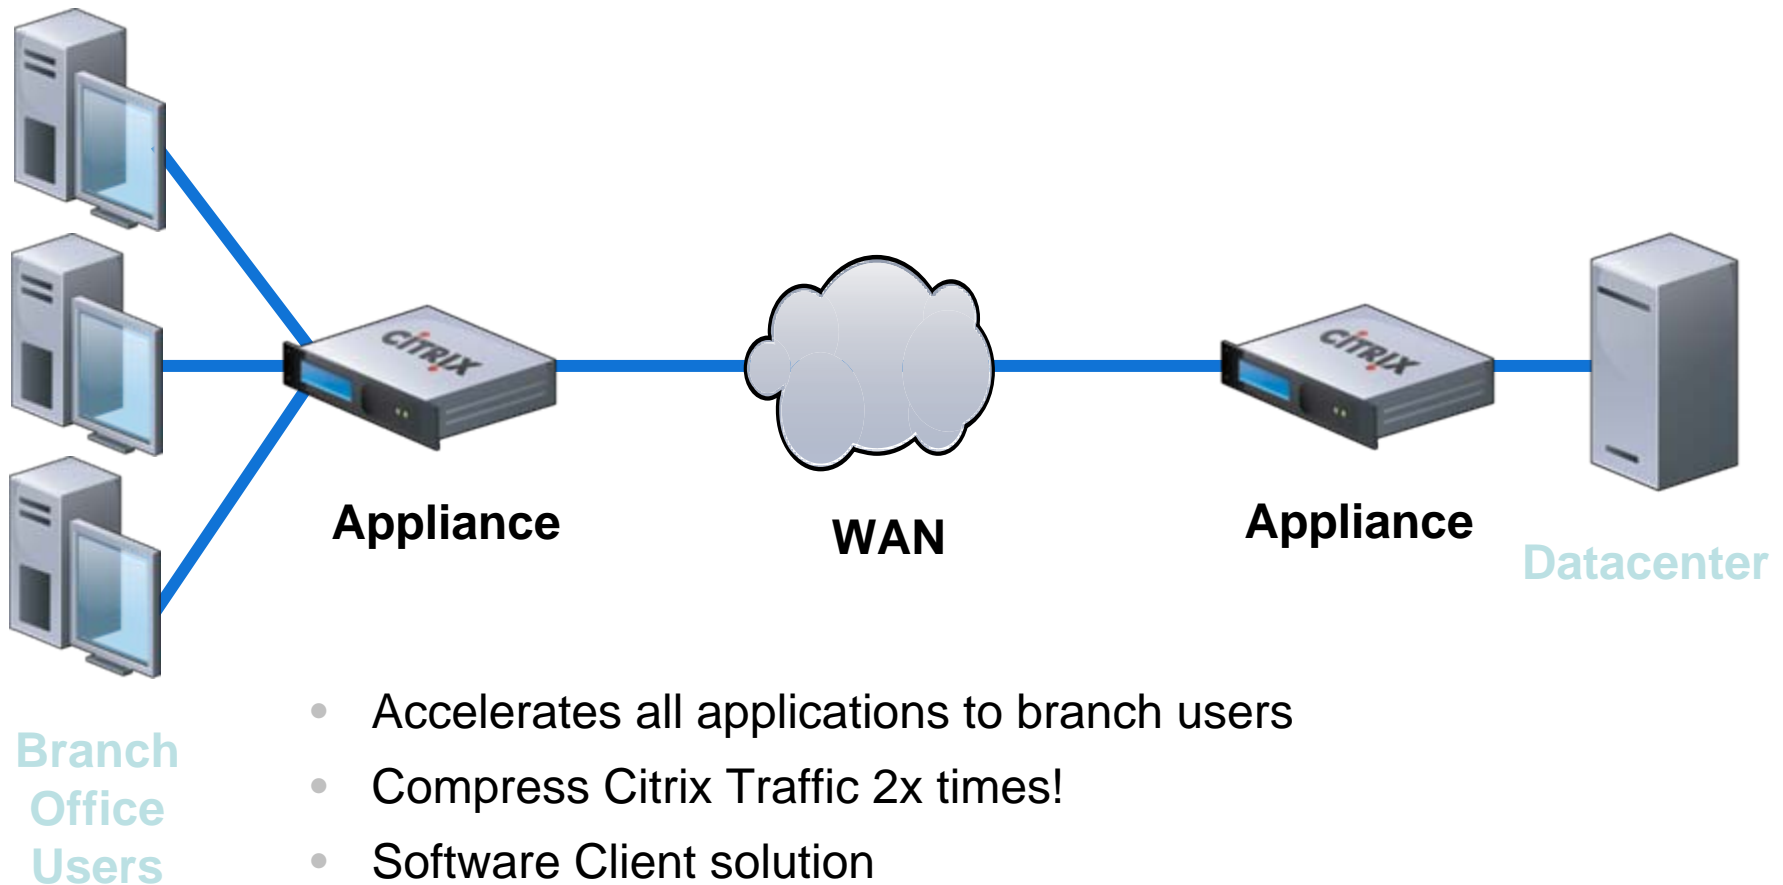 CITRIX
CITRIX
Appliance
WAN
Appliance
Datacenter
Branch
Office
Users
Accelerates all applications to branch users
Compress Citrix Traffic 2x times!
Software Client solution